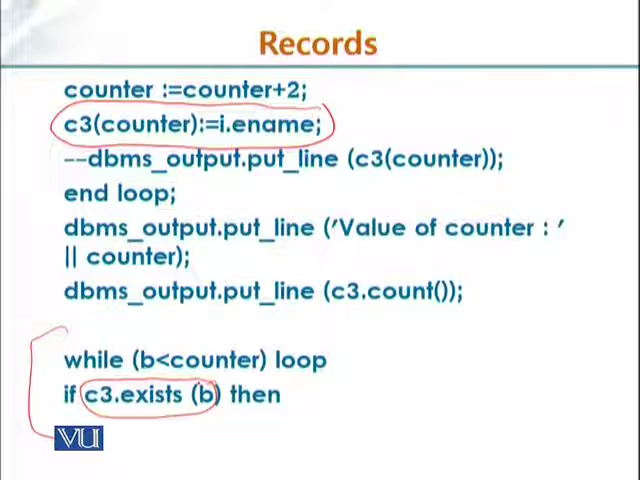 Records
counter :=counter+2;
c3(counter):=i.ename;
--dbms_output.put_line (c3(counter));
end loop;
dbms_output.put_line ('Value of counter : '
|| counter);
dbms_output.put_line (c3.count());
while (b<counter) loop
if c3.exists (b) then
VU